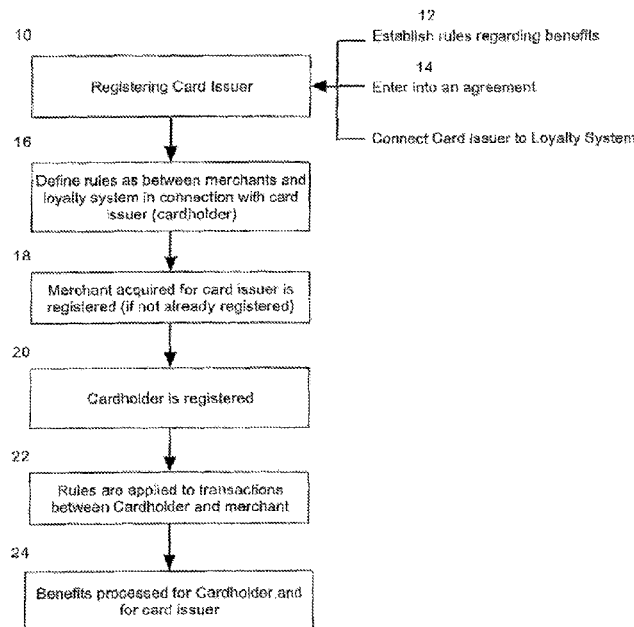 10
12
Establish rules regarding benefits
14
Registering Card Issuer
Enter into an agreement
Connect Card Issuer to Loyalty System
16
Define rules as between merchants and
loyalty system in connection with card
issuer (cardholder)
18
Merchant acquired for card issuer is
registered (if not already registered)
20
Cardholder is registered
22
Rules are applied to transactions
between Cardholder and merchant
24
Benefits processed for Cardholder and
for card issuer